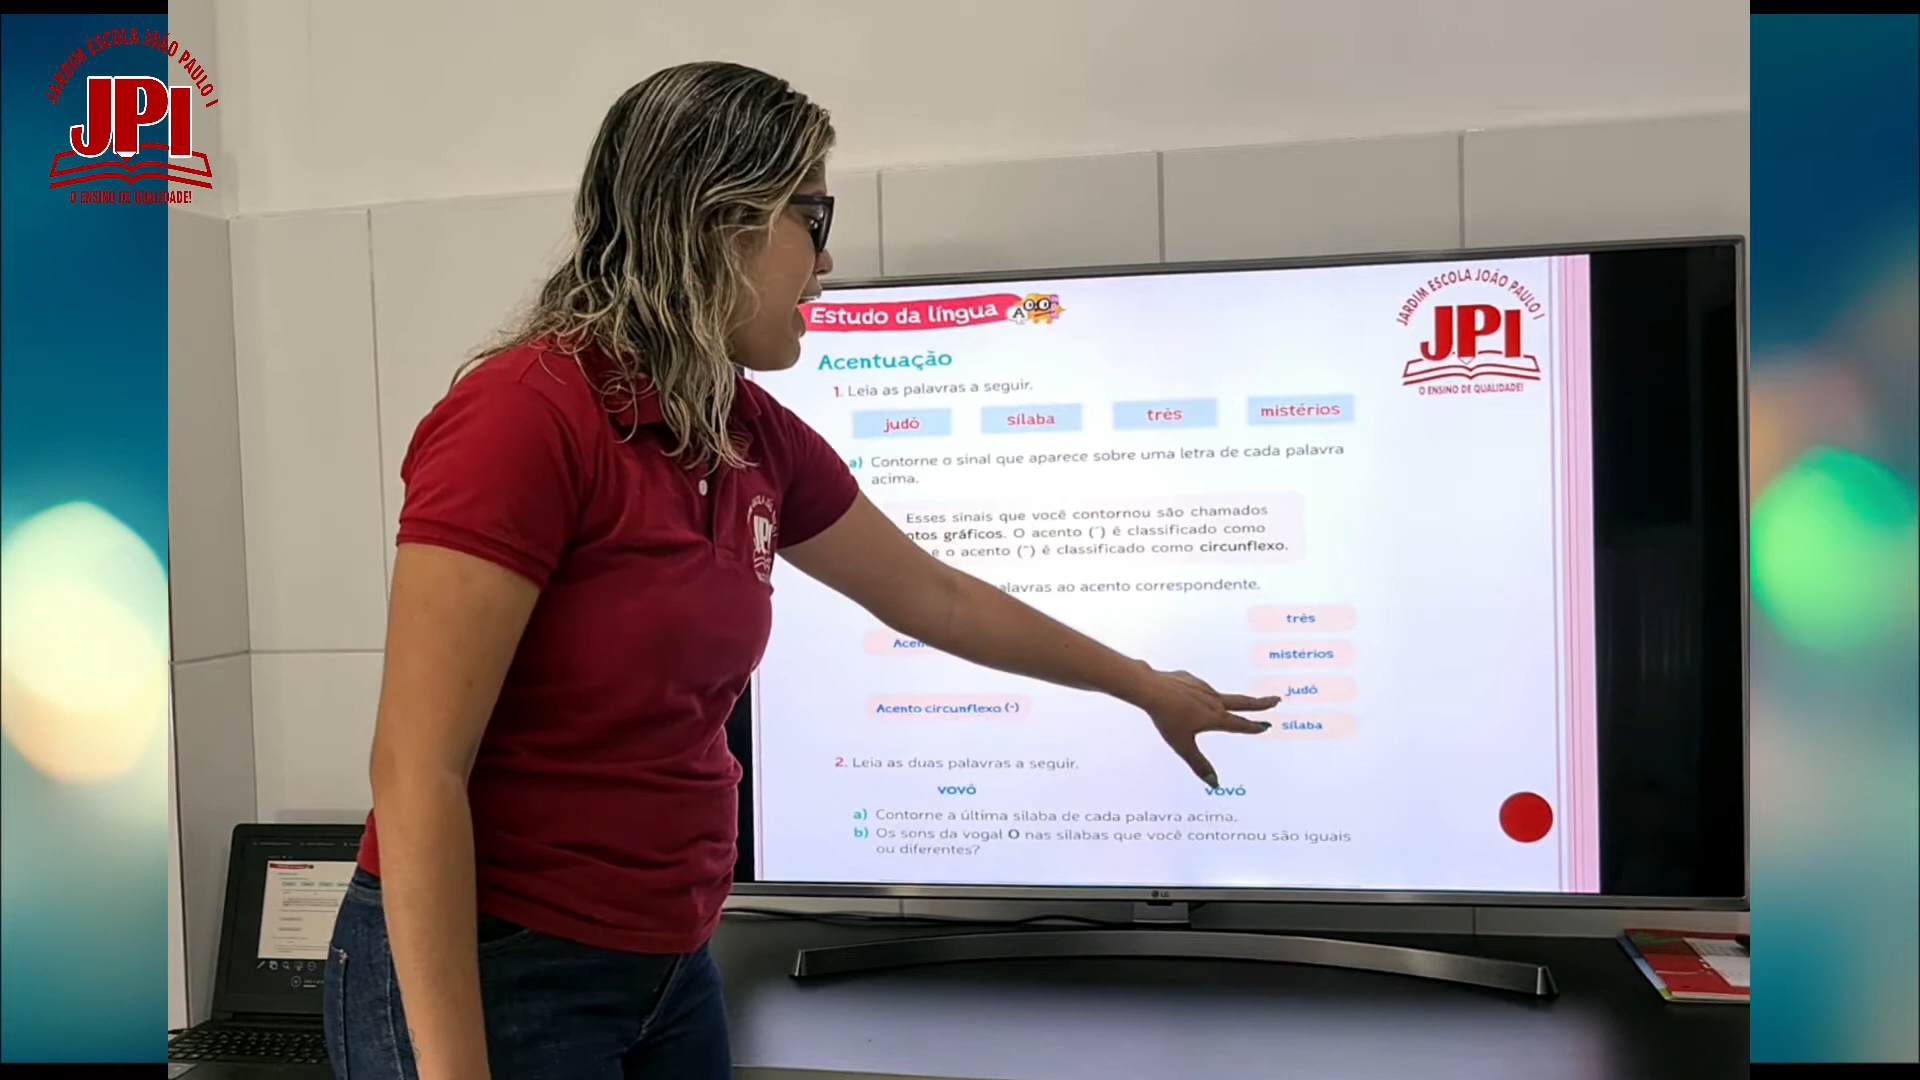 JARDIM ESCOLA JOÃO PAULO I
JPI
O ENSINO DE QUALIDADE!
Estudo da língua
A
JARDIM ESCOLA JOÃO PAULO I
JPI
O ENSINO DE QUALIDADE!
Acentuação
1. Leia as palavras a seguir.
judô
sílaba
três
mistérios
a) Contorne o sinal que aparece sobre uma letra de cada palavra
acima.
Esses sinais que você contornou são chamados
gráficos. O acento (´) é classificado como
e o acento (^) é classificado como circunflexo.
ao acento correspondente.
três
mistérios
judô
sílaba
Acento circunflexo (^)
2. Leia as duas palavras a seguir.
vovô
vovó
a) Contorne a última sílaba de cada palavra acima.
b) Os sons da vogal O nas sílabas que você contornou são iguais
ou diferentes?
LG